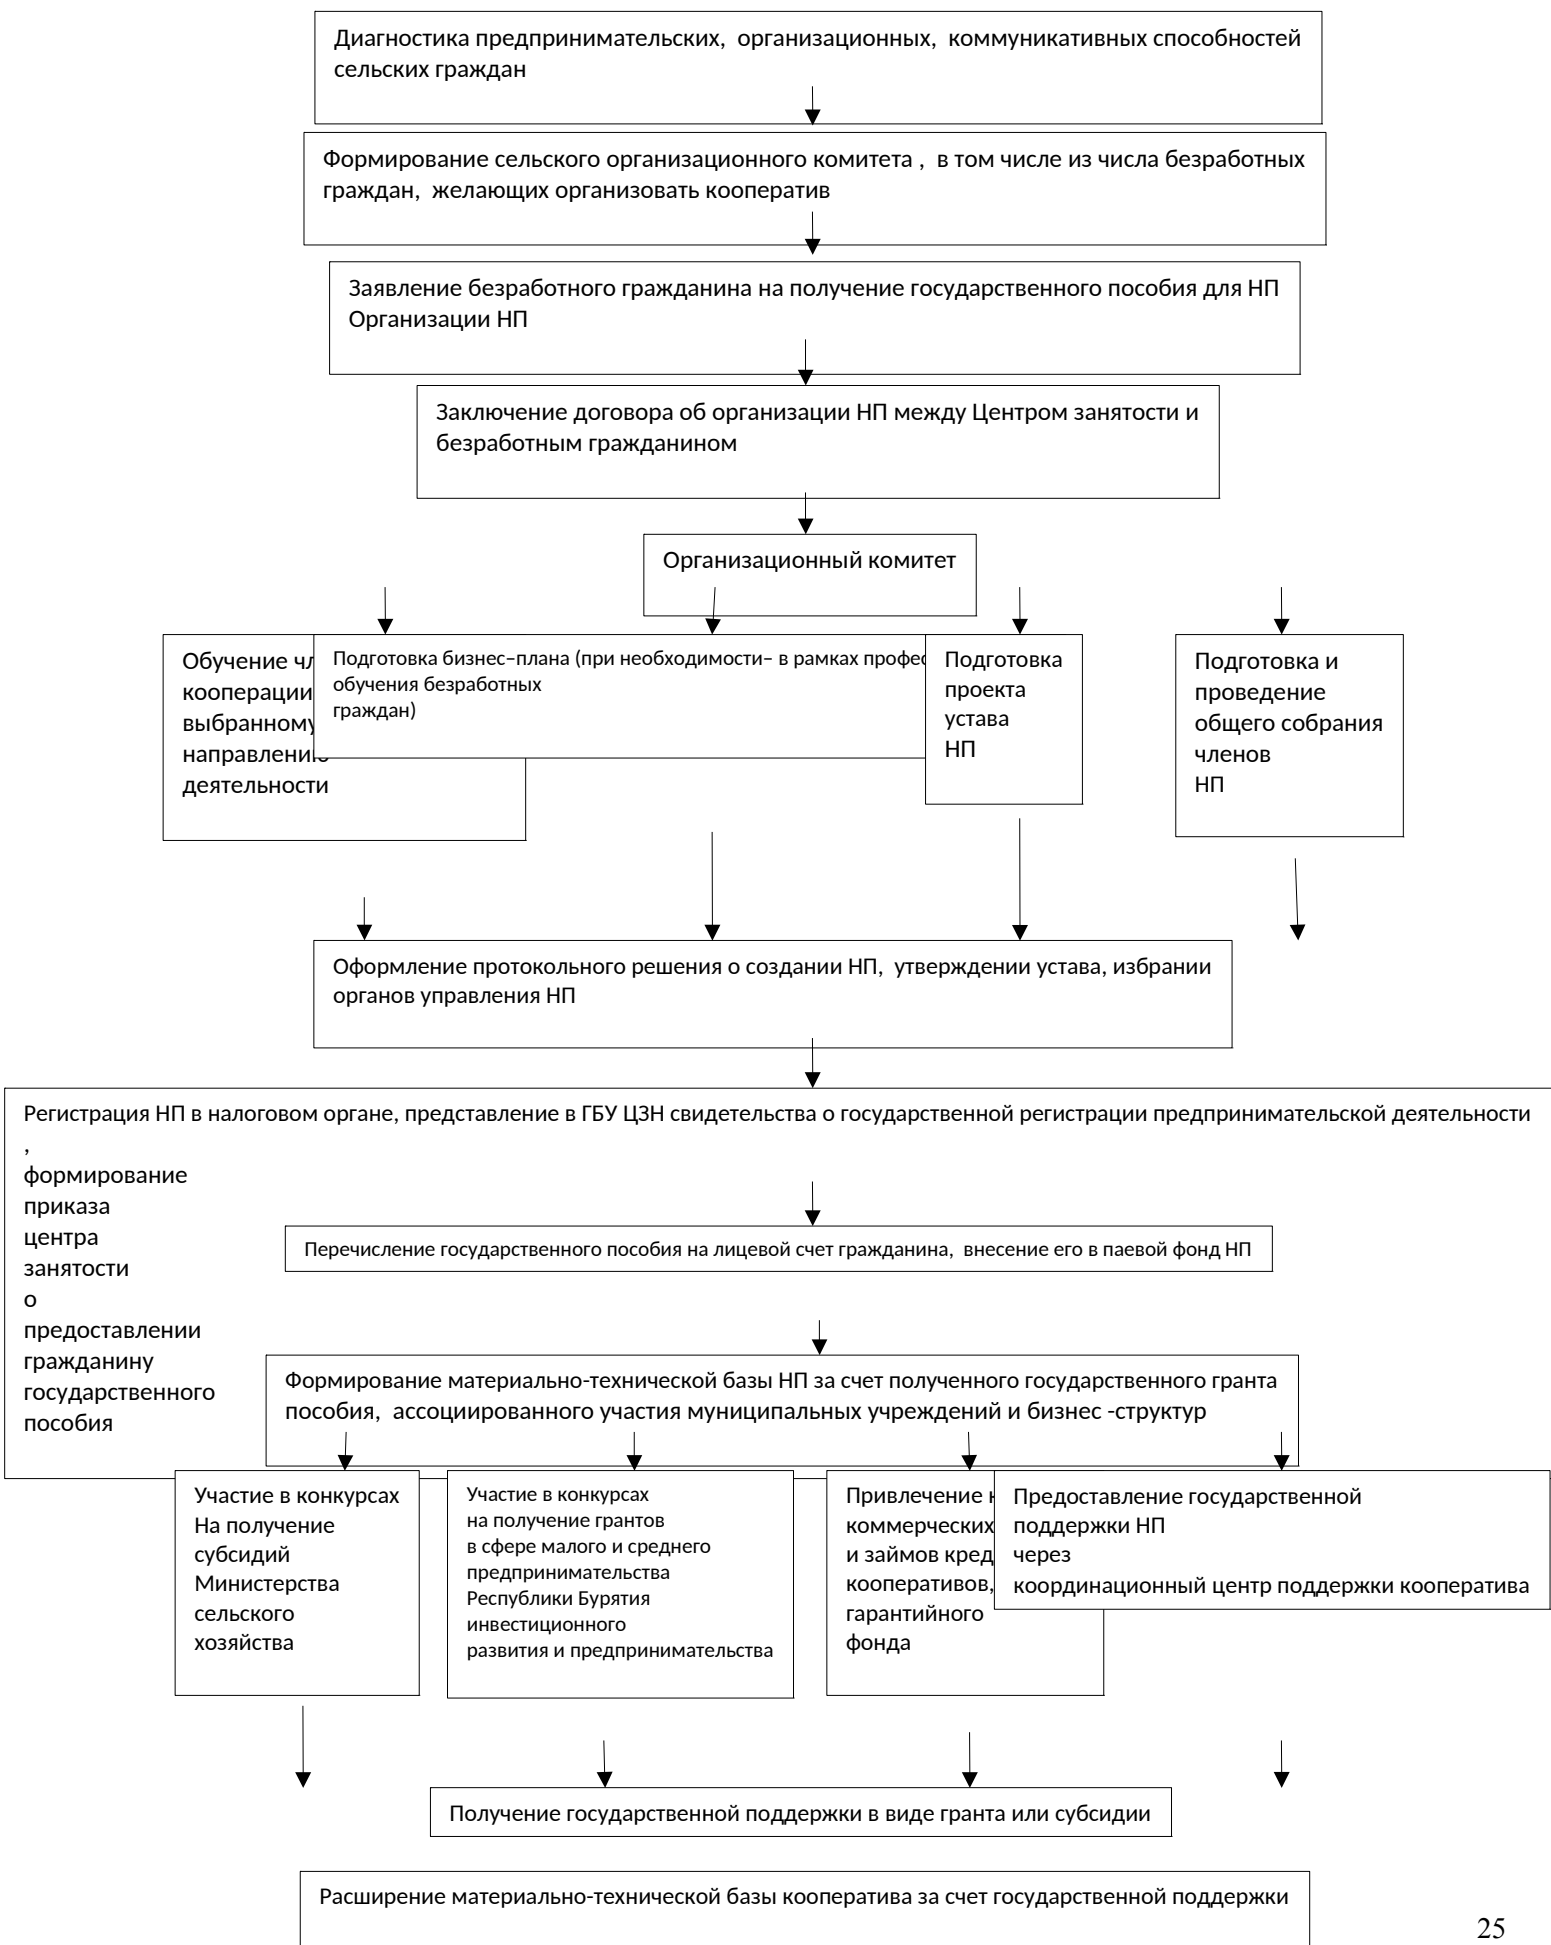 Диагностика предпринимательских, организационных, коммуникативных способностей
сельских граждан
Формирование сельского организационного комитета , в том числе из числа безработных
граждан, желающих организовать кооператив
Заявление безработного гражданина на получение государственного пособия для НП
Организации НП
Заключение договора об организации НП между Центром занятости и
безработным гражданином
Организационный комитет
Обучение
кооперации
выбранному
направлению
деятельности
Подготовка бизнес–плана (при необходимости– в рамках
обучения безработных
граждан)
Подготовка
проекта
устава
НП
Подготовка и
проведение
общего собрания
членов
НП
Оформление протокольного решения о создании НП, утверждении устава, избрании
органов управления НП
Регистрация НП в налоговом органе, представление в ГБУ ЦЗН свидетельства о государственной регистрации предпринимательской деятельности
,
формирование
приказа
центра
занятости
о
предоставлении
гражданину
государственного
пособия
Перечисление государственного пособия на лицевой счет гражданина, внесение его в паевой фонд НП
Формирование материально-технической базы НП за счет полученного государственного гранта
пособия, ассоциированного участия муниципальных учреждений и бизнес -структур
Участие в конкурсах
На получение
субсидий
Министерства
сельского
хозяйства
Участие в конкурсах
на получение грантов
в сфере малого и среднего
предпринимательства
Республики Бурятия
инвестиционного
развития и предпринимательства
Привлечение
коммерческих
и займов
кооперативов,
гарантийного
фонда
Предоставление государственной
поддержки НП
через
координационный центр поддержки кооператива
Получение государственной поддержки в виде гранта или субсидии
Расширение материально-технической базы кооператива за счет государственной поддержки
25